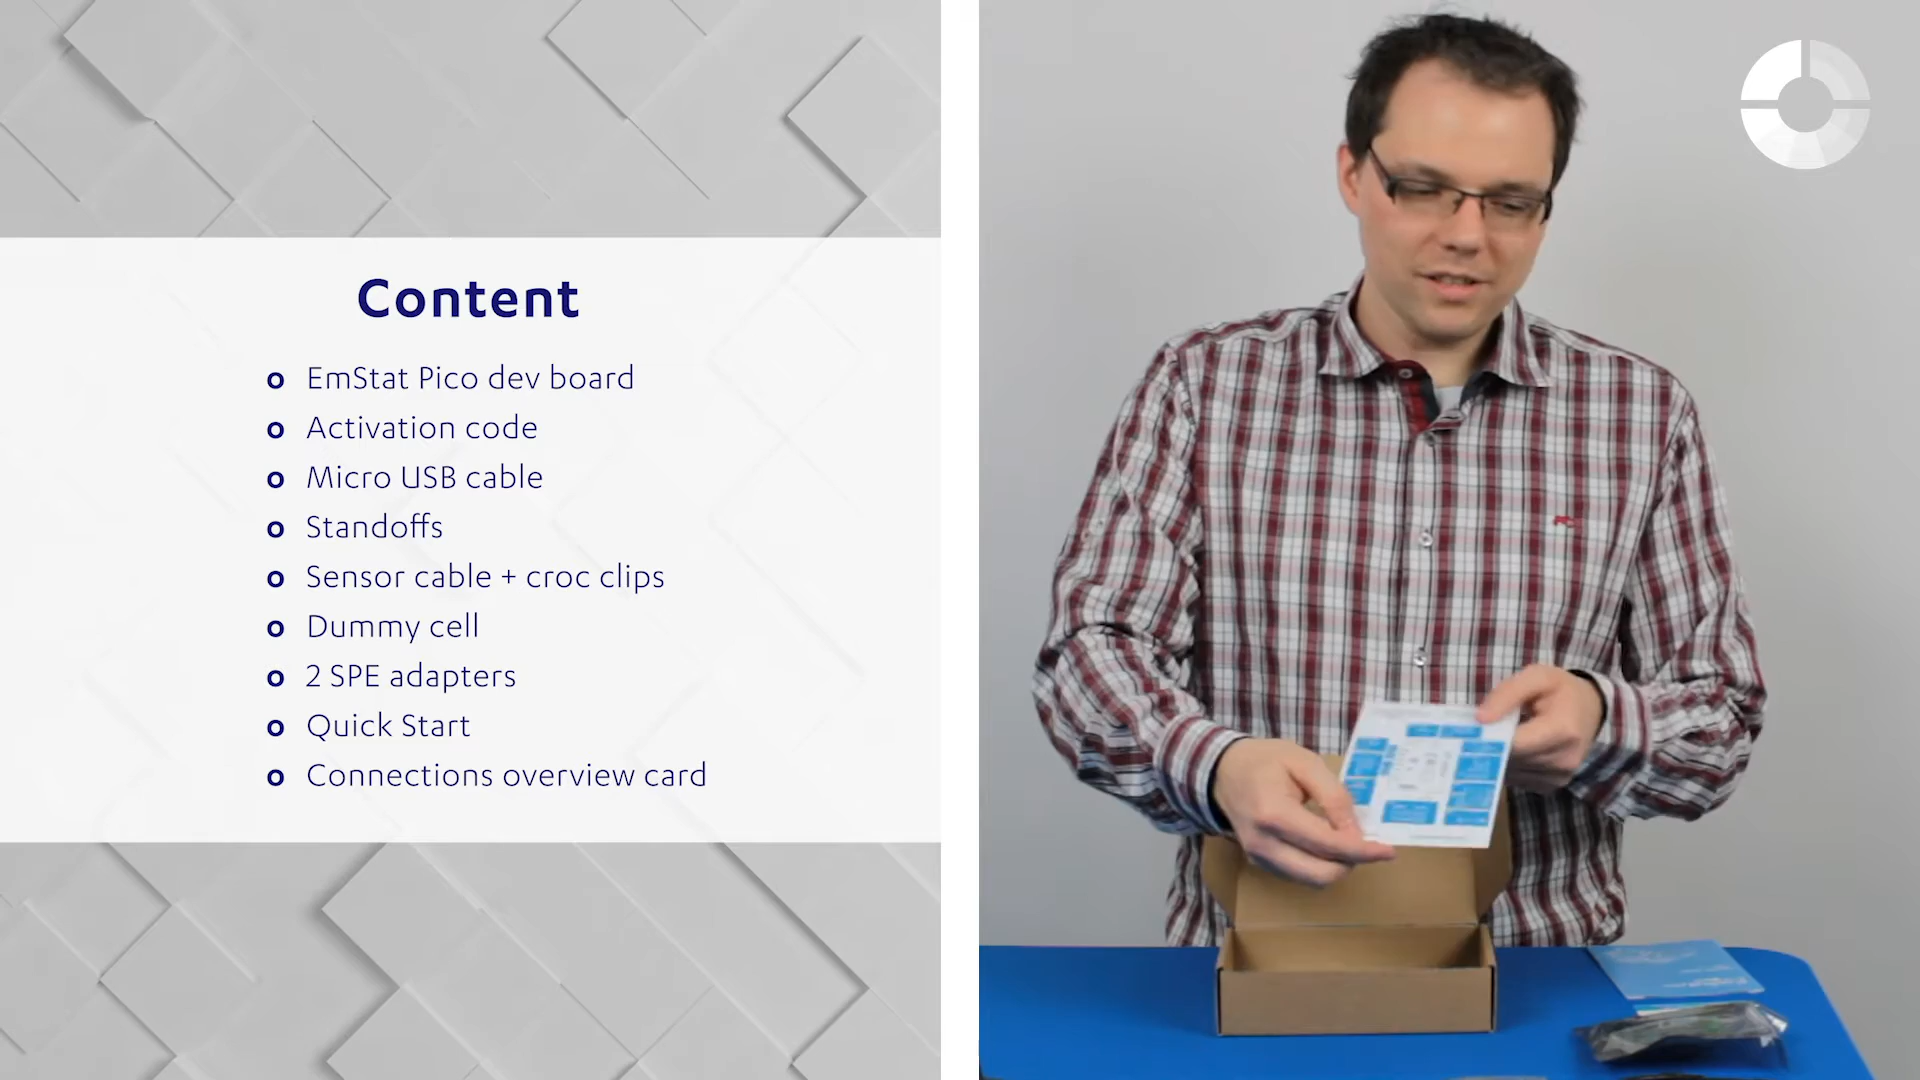 Content
o EmStat Pico dev board
o Activation code
o Micro USB cable
o Standoffs
o Sensor cable + croc clips
o Dummy cell
o 2 SPE adapters
o Quick Start
o Connections overview card